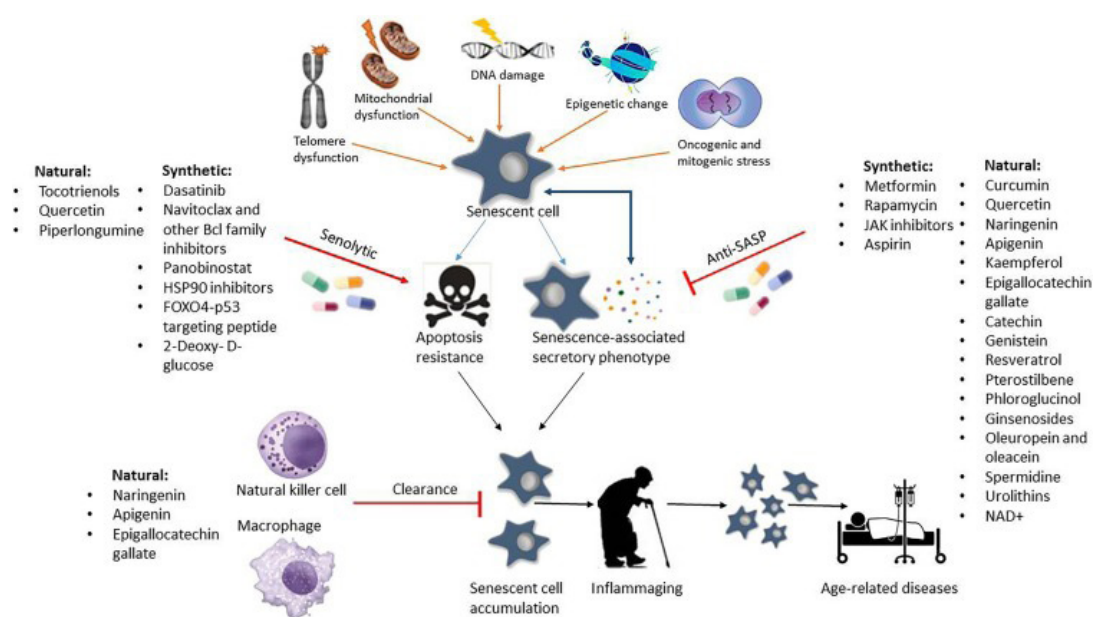 DNA damage
Mitochondrial
dysfunction
Epigenetic change
Telomere
dysfunction
Oncogenic and
mitogenic stress
Senescent cell
Natural:
• Tocotrienols
• Quercetin
• Piperlongumine
Synthetic:
• Dasatinib
• Navitoclax and
other Bcl family
inhibitors
• Panobinostat
• HSP90 inhibitors
• FOXO4-p53
targeting peptide
• 2-Deoxy- D-
glucose
Senolytic
Apoptosis
resistance
Senescence-associated
secretory phenotype
Anti-SASP
Synthetic:
• Metformin
• Rapamycin
• JAK inhibitors
• Aspirin
Natural:
• Curcumin
• Quercetin
• Naringenin
• Apigenin
• Kaempferol
• Epigallocatechin
gallate
• Catechin
• Genistein
• Resveratrol
• Pterostilbene
• Phloroglucinol
• Ginsenosides
• Oleuropein and
oleacein
• Spermidine
• Urolithins
• NAD+
Natural:
• Naringenin
• Apigenin
• Epigallocatechin
gallate
Natural killer cell
Macrophage
Clearance
Senescent cell
accumulation
Inflammaging
Age-related diseases